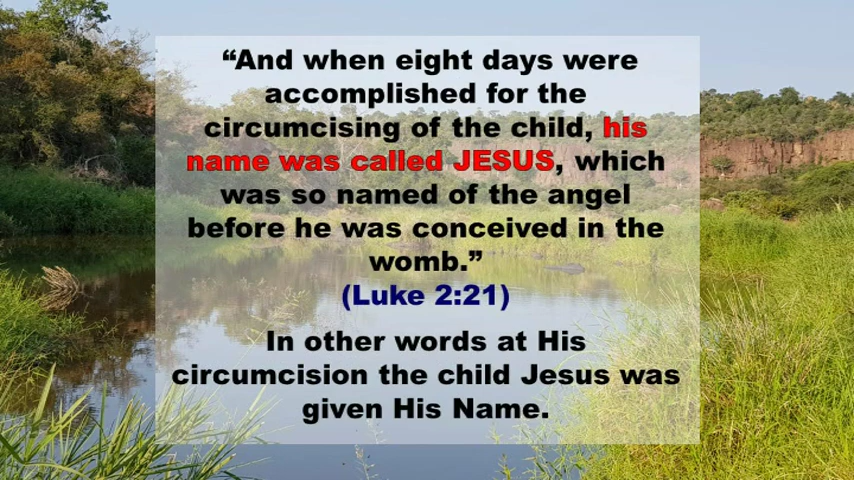 “And when eight days were
accomplished for the
circumcising of the child, his
name was called JESUS, which
was so named of the angel
before he was conceived in the
womb.”
(Luke 2:21)
In other words at His
circumcision the child Jesus was
given His Name.